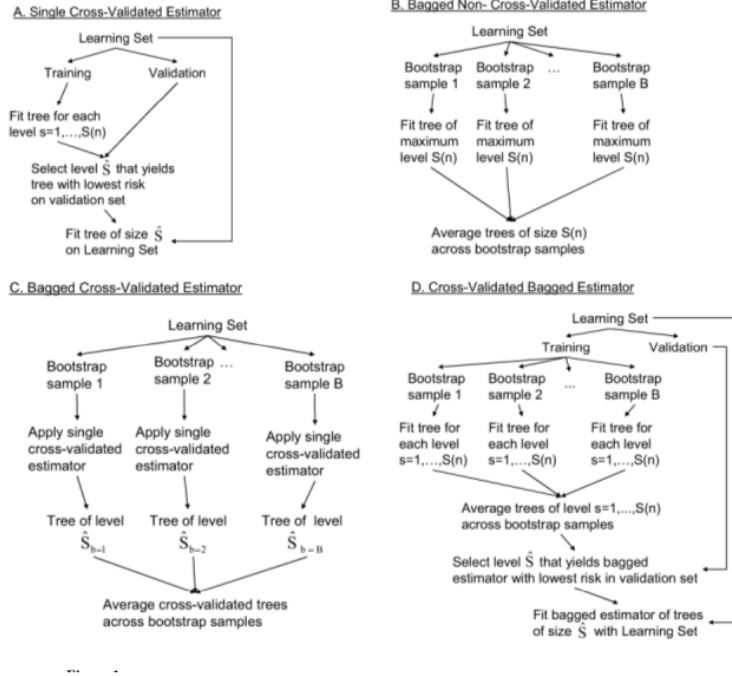 A. Single Cross-Validated Estimator
Learning Set
Training
Validation
Fit tree for each
level s=1,...,S(n)
Select level Ŝ that yields
tree with lowest risk
on validation set
Fit tree of size Ŝ
on Learning Set
B. Bagged Non- Cross-Validated Estimator
Learning Set
Bootstrap Bootstrap ... Bootstrap
sample 1 sample 2 sample B
Fit tree of Fit tree of Fit tree of
maximum maximum maximum
level S(n) level S(n) level S(n)
Average trees of size S(n)
across bootstrap samples
C. Bagged Cross-Validated Estimator
Learning Set
Bootstrap Bootstrap ... Bootstrap
sample 1 sample 2 sample B
Apply single Apply single Apply single
cross-validated cross-validated cross-validated
estimator estimator estimator
Tree of level Tree of level Tree of level
Ŝ b=1 Ŝ b=2 Ŝ b=B
Average cross-validated trees
across bootstrap samples
D. Cross-Validated Bagged Estimator
Learning Set
Training Validation
Bootstrap Bootstrap ... Bootstrap
sample 1 sample 2 sample B
Fit tree for Fit tree for Fit tree for
each level each level each level
s=1,...,S(n) s=1,...,S(n) s=1,...,S(n)
Average trees of level s=1,...,S(n)
across bootstrap samples
Select level Ŝ that yields bagged
estimator with lowest risk in validation set
Fit bagged estimator of trees
of size Ŝ with Learning Set